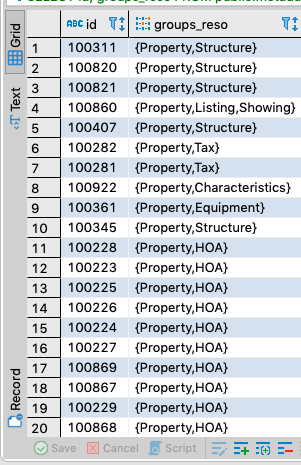 Grid
Text
Record
id groups_reso
1 100311 {Property,Structure}
2 100820 {Property,Structure}
3 100821 {Property,Structure}
4 100860 {Property,Listing,Showing}
5 100407 {Property,Structure}
6 100282 {Property,Tax}
7 100281 {Property,Tax}
8 100922 {Property,Characteristics}
9 100361 {Property,Equipment}
10 100345 {Property,Structure}
11 100228 {Property,HOA}
12 100223 {Property,HOA}
13 100225 {Property,HOA}
14 100226 {Property,HOA}
15 100224 {Property,HOA}
16 100227 {Property,HOA}
17 100869 {Property,HOA}
18 100867 {Property,HOA}
19 100229 {Property,HOA}
20 100868 {Property,HOA}
Save Cancel Script